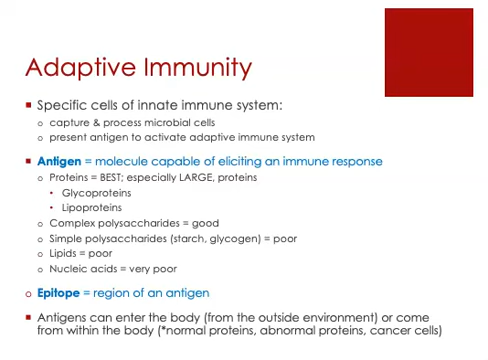 Adaptive Immunity
▪ Specific cells of innate immune system:
o capture & process microbial cells
o present antigen to activate adaptive immune system
▪ Antigen = molecule capable of eliciting an immune response
o Proteins = BEST; especially LARGE, proteins
• Glycoproteins
• Lipoproteins
o Complex polysaccharides = good
o Simple polysaccharides (starch, glycogen) = poor
o Lipids = poor
o Nucleic acids = very poor
o Epitope = region of an antigen
▪ Antigens can enter the body (from the outside environment) or come
from within the body (*normal proteins, abnormal proteins, cancer cells)